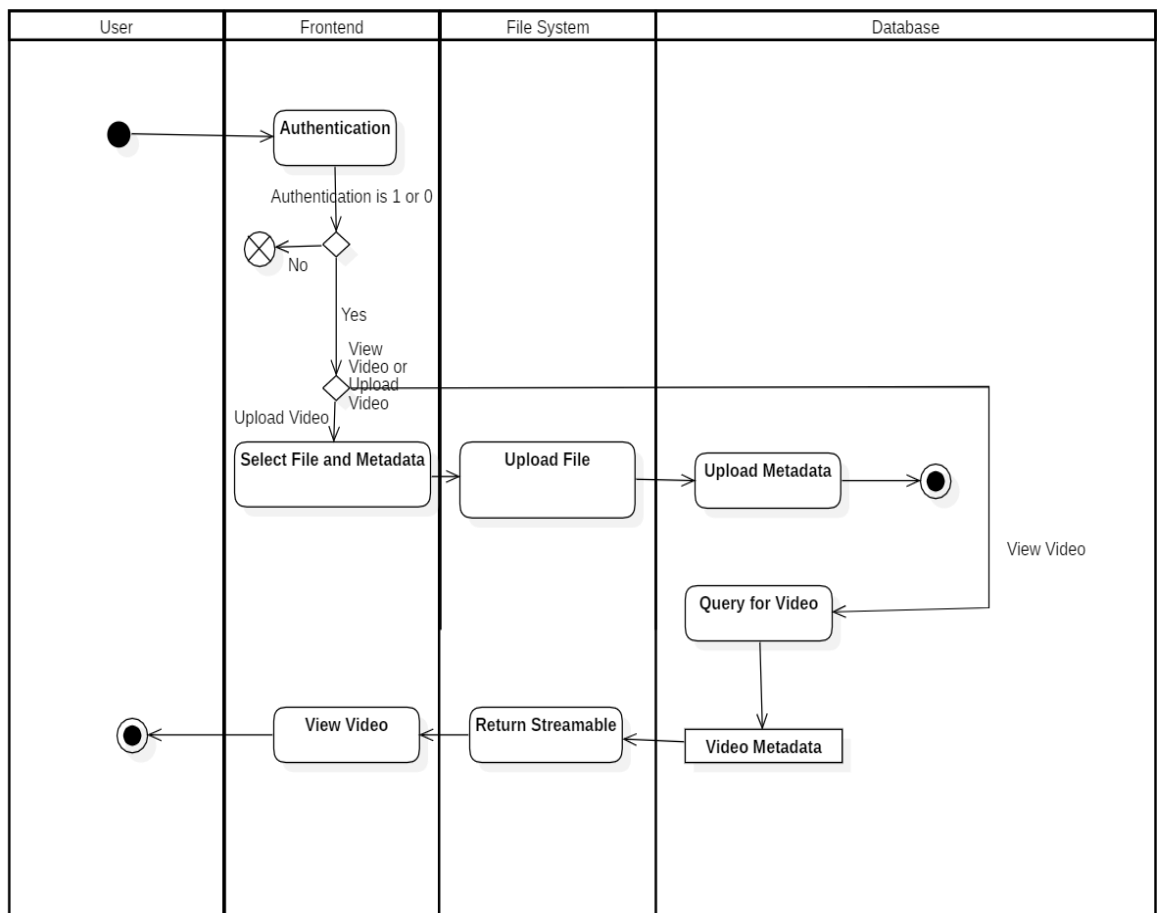 User
Frontend
File System
Database
Authentication
Authentication is 1 or 0
No
Yes
View
Video or
Upload
Video
Upload Video
Select File and Metadata
Upload File
Upload Metadata
View Video
Query for Video
View Video
Return Streamable
Video Metadata